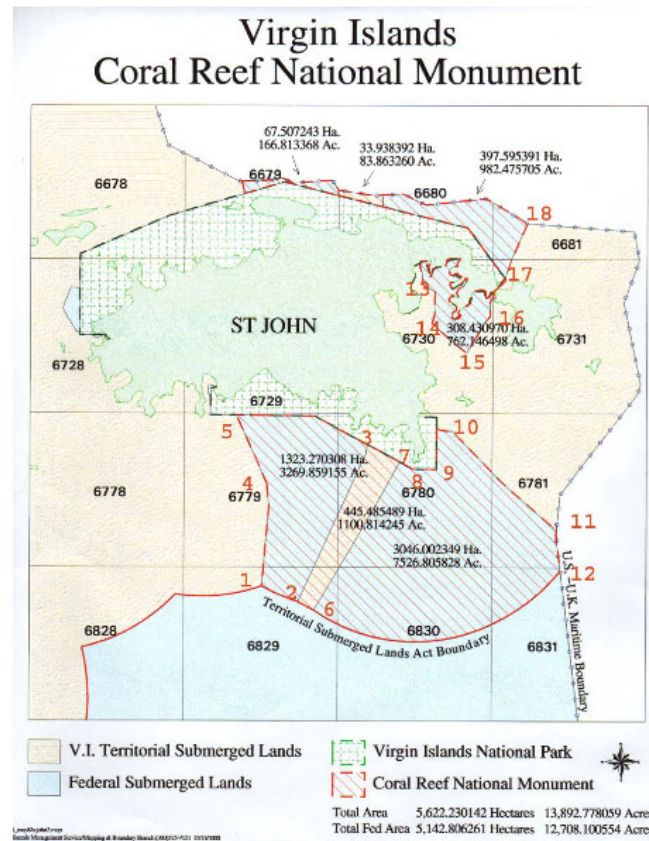 Virgin Islands
Coral Reef National Monument
67.507243 Ha.
166.813368 Ac.
33.938392 Ha.
83.863260 Ac.
397.595391 Ha.
982.475705 Ac.
6678
6679
6680
18
6681
17
13
ST JOHN
16
14
308.430970 Ha.
762.146498 Ac.
6730
15
6731
6728
6729
5
3
10
1323.270308 Ha.
3269.859155 Ac.
7
9
8
4
6778
6779
6780
6781
445.485489 Ha.
1100.814245 Ac.
11
3046.002349 Ha.
7526.805828 Ac.
12
1
2
6
Territorial Submerged Lands Act Boundary
U.S.-U.K. Maritime Boundary
6828
6829
6830
6831
V.I. Territorial Submerged Lands
Federal Submerged Lands
Virgin Islands National Park
Coral Reef National Monument
Total Area 5,622.230142 Hectares 13,892.778059 Acre
Total Fed Area 5,142.806261 Hectares 12,708.100554 Acre